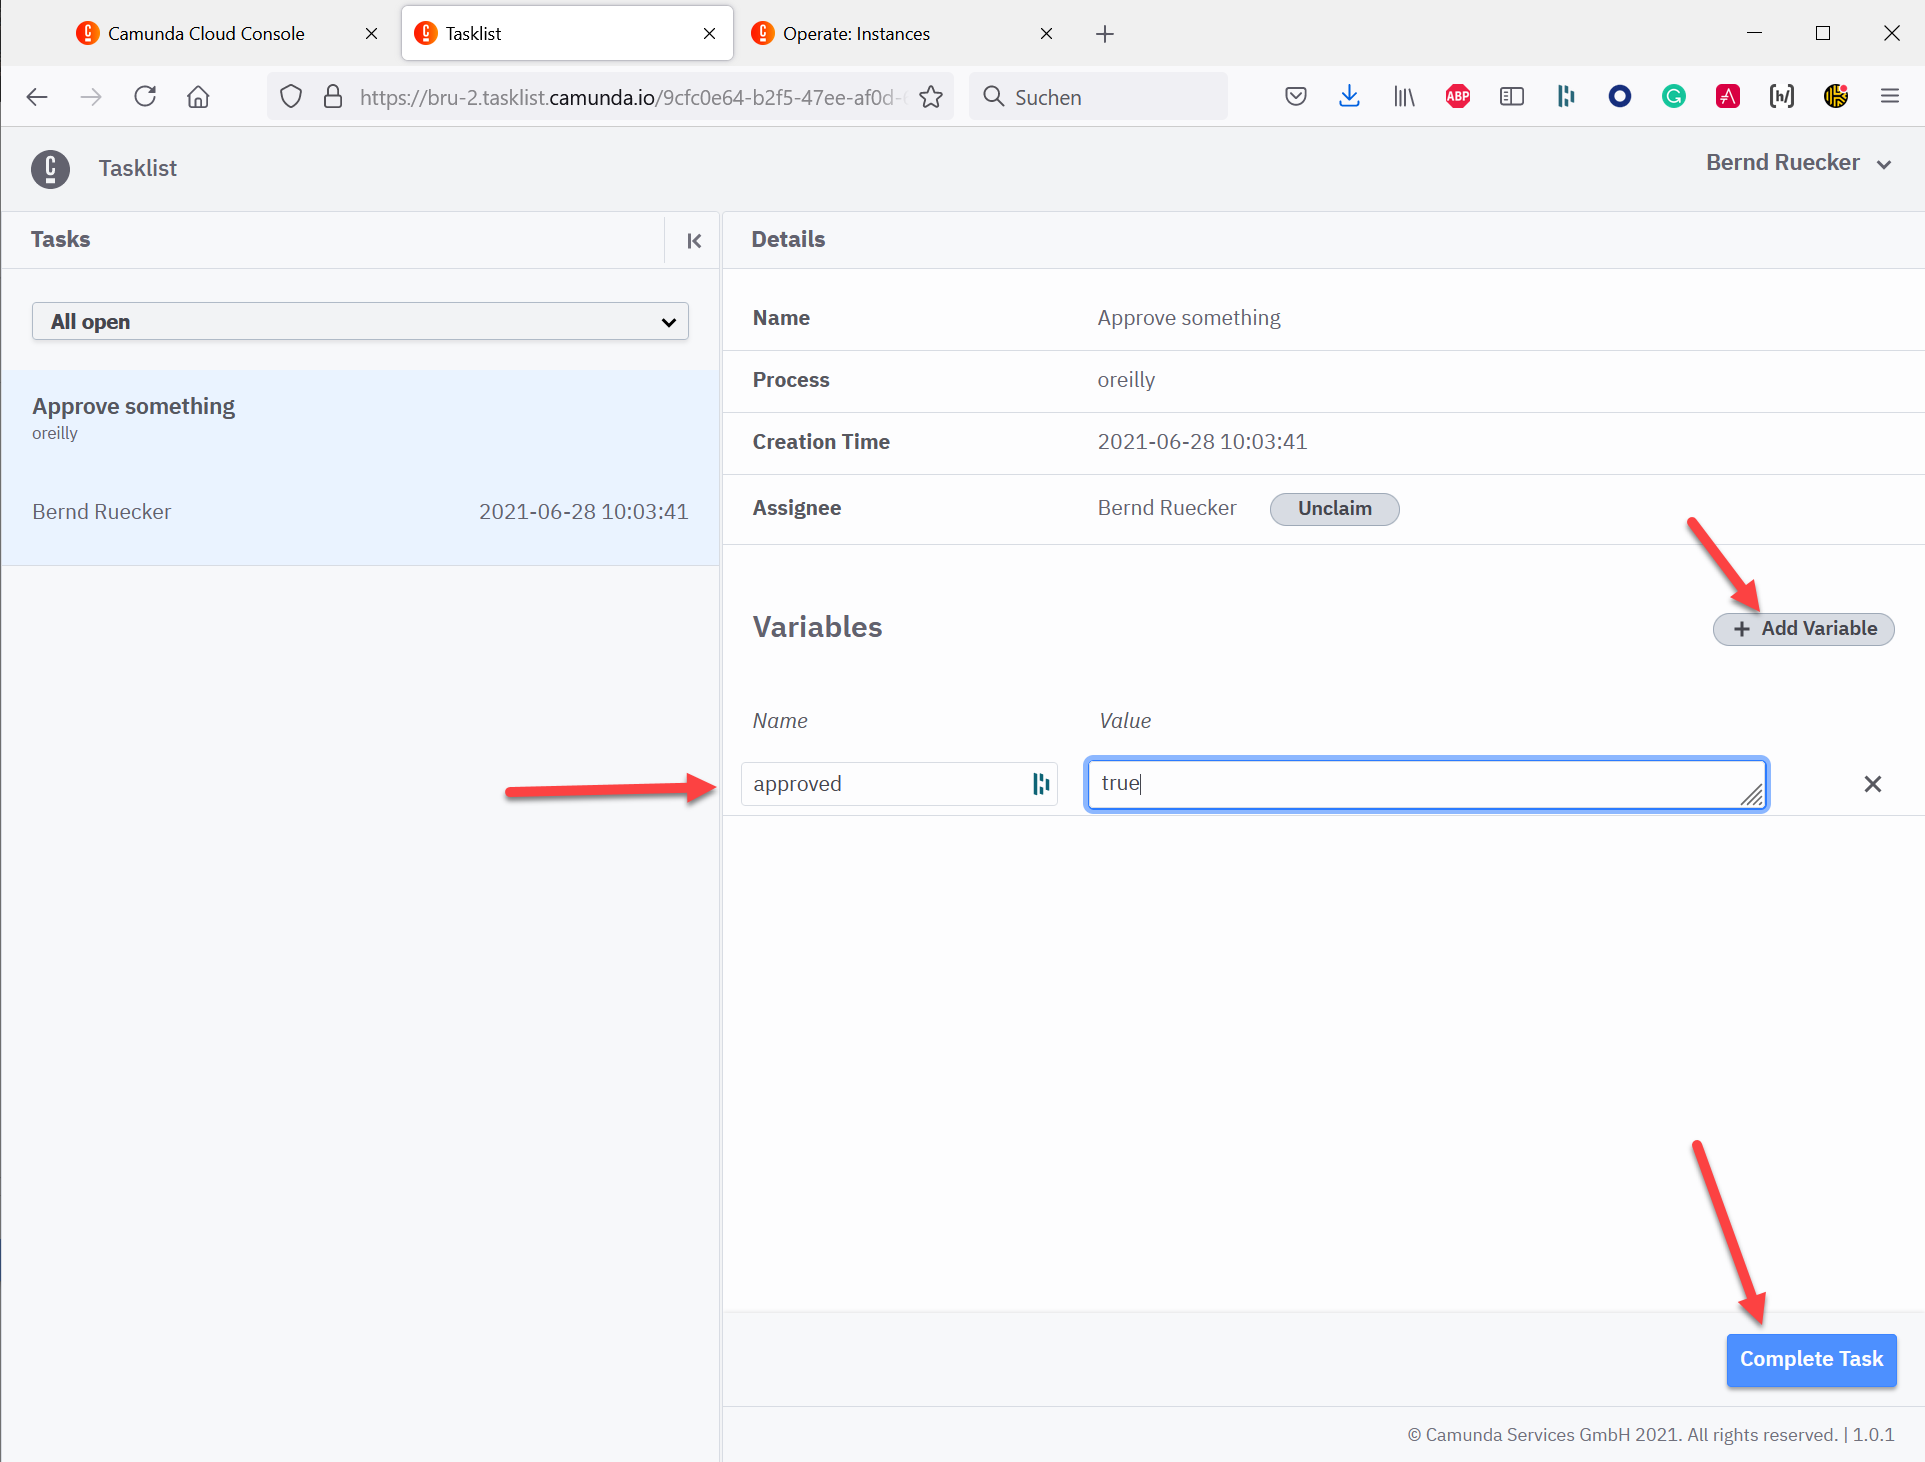 Camunda Cloud Console
Tasklist
Operate: Instances
https://bru-2.tasklist.camunda.io/9cfc0e64-b2f5-47ee-af0d-
Suchen
ABP
Tasklist
Bernd Ruecker
Tasks
All open
Approve something
oreilly
Bernd Ruecker 2021-06-28 10:03:41
Details
Name Approve something
Process oreilly
Creation Time 2021-06-28 10:03:41
Assignee Bernd Ruecker Unclaim
Variables
+ Add Variable
Name Value
approved true
Complete Task
© Camunda Services GmbH 2021. All rights reserved. | 1.0.1